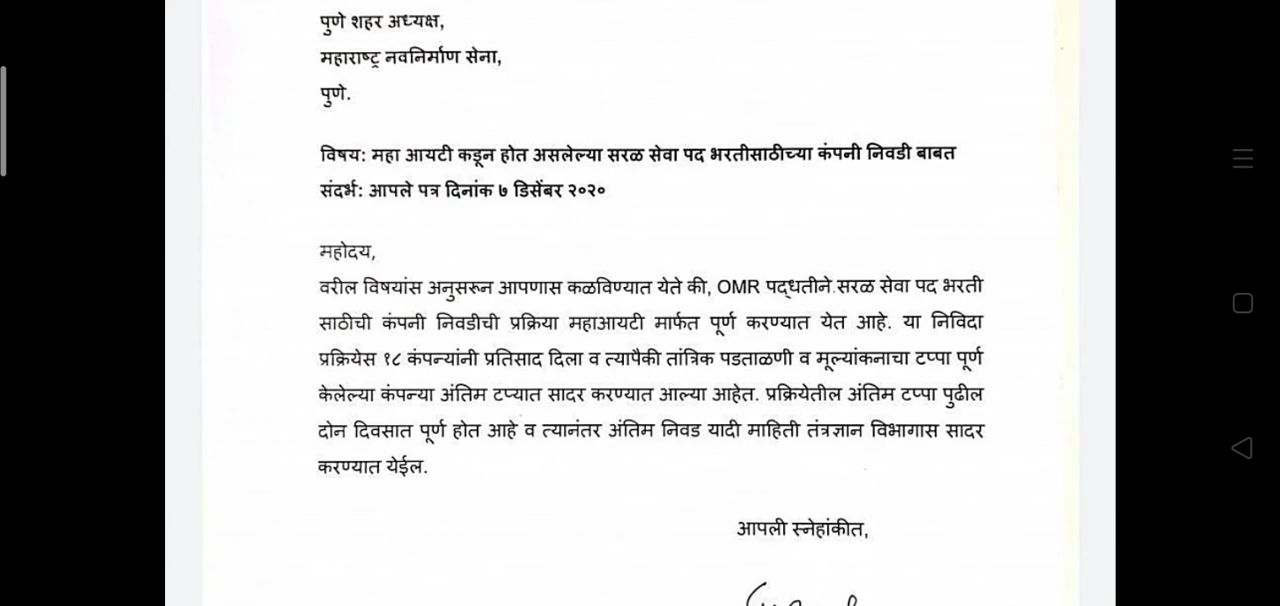 पुणे शहर अध्यक्ष,
महाराष्ट्र नवनिर्माण सेना,
पुणे.
विषय: महा आयटी कडून होत असलेल्या सरळ सेवा पद भरतीसाठीच्या कंपनी निवडी बाबत
संदर्भ: आपले पत्र दिनांक ७ डिसेंबर २०२०
महोदय,
वरील विषयांस अनुसरून आपणास कळविण्यात येते की, OMR पद्धतीने सरळ सेवा पद भरती
साठीची कंपनी निवडीची प्रक्रिया महाआयटी मार्फत पूर्ण करण्यात येत आहे. या निविदा
प्रक्रियेस १८ कंपन्यांनी प्रतिसाद दिला व त्यापैकी तांत्रिक पडताळणी व मूल्यांकनाचा टप्पा पूर्ण
केलेल्या कंपन्या अंतिम टप्यात सादर करण्यात आल्या आहेत. प्रक्रियेतील अंतिम टप्पा पुढील
दोन दिवसात पूर्ण होत आहे व त्यानंतर अंतिम निवड यादी माहिती तंत्रज्ञान विभागास सादर
करण्यात येईल.
आपली स्नेहांकीत,